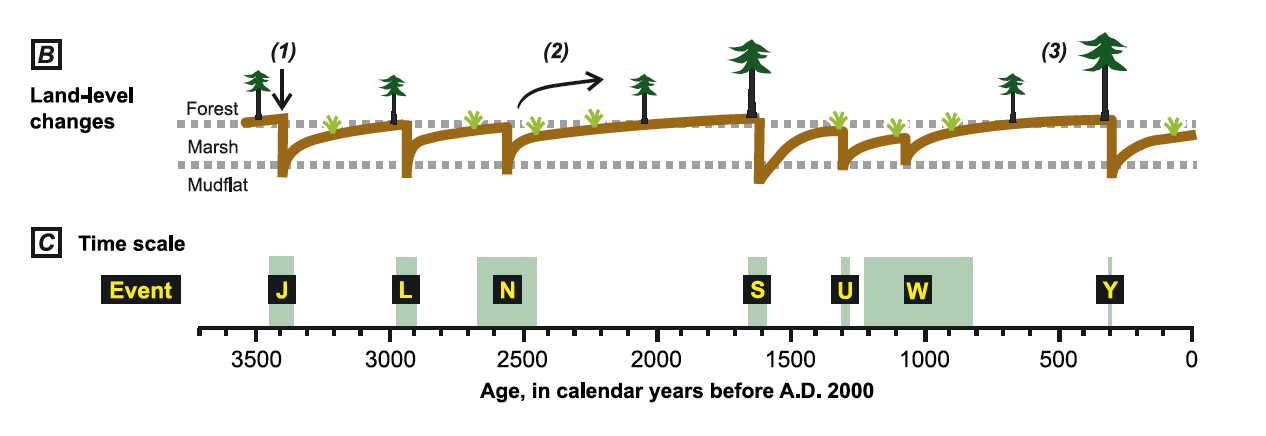 B
(1)
(2)
(3)
Land-level
changes
Forest
Marsh
Mudflat
C Time scale
Event J L N S U W Y
3500 3000 2500 2000 1500 1000 500 0
Age, in calendar years before A.D. 2000